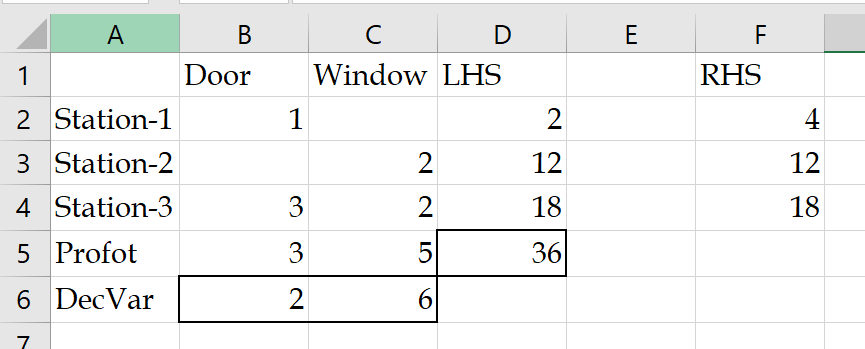 A B C D E F
1 Door Window LHS RHS
2 Station-1 1 2 4
3 Station-2 2 12 12
4 Station-3 3 2 18 18
5 Profot 3 5 36
6 DecVar 2 6
7